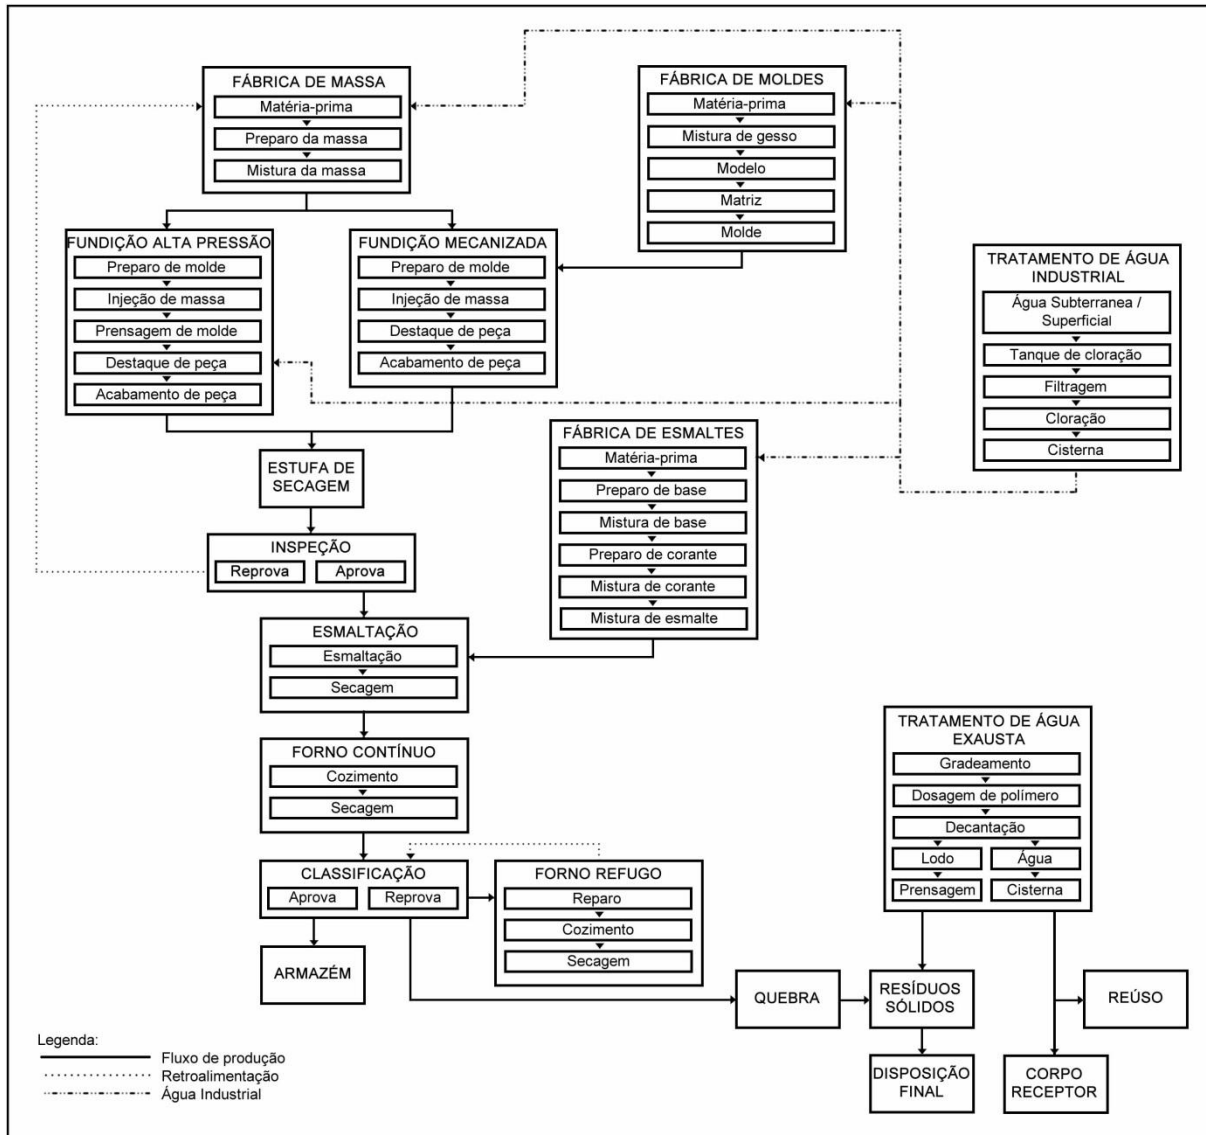 FÁBRICA DE MASSA
Matéria-prima
Preparo da massa
Mistura da massa
FÁBRICA DE MOLDES
Matéria-prima
Mistura de gesso
Modelo
Matriz
Molde
FUNDIÇÃO ALTA PRESSÃO
Preparo de molde
Injeção de massa
Prensagem de molde
Destaque de peça
Acabamento de peça
FUNDIÇÃO MECANIZADA
Preparo de molde
Injeção de massa
Destaque de peça
Acabamento de peça
TRATAMENTO DE ÁGUA
INDUSTRIAL
Água Subterranea /
Superficial
Tanque de cloração
Filtragem
Cloração
Cisterna
ESTUFA DE
SECAGEM
FÁBRICA DE ESMALTES
Matéria-prima
Preparo de base
Mistura de base
Preparo de corante
Mistura de corante
Mistura de esmalte
INSPEÇÃO
Reprova
Aprova
ESMALTAÇÃO
Esmaltação
Secagem
FORNO CONTÍNUO
Cozimento
Secagem
CLASSIFICAÇÃO
Aprova
Reprova
FORNO REFUGO
Reparo
Cozimento
Secagem
ARMAZÉM
TRATAMENTO DE ÁGUA
EXAUSTA
Gradeamento
Dosagem de polímero
Decantação
Lodo
Água
Prensagem
Cisterna
QUEBRA
RESÍDUOS
SÓLIDOS
REÚSO
DISPOSIÇÃO
FINAL
CORPO
RECEPTOR
Legenda:
Fluxo de produção
Retroalimentação
Água Industrial